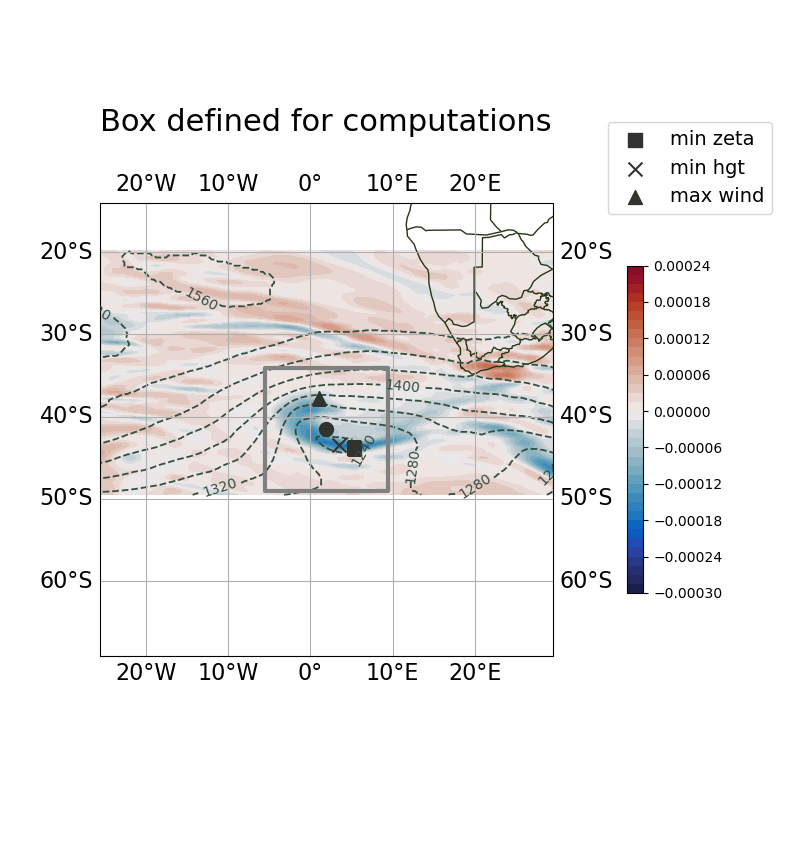 Box defined for computations
min zeta
min hgt
max wind
20°W 10°W 0° 10°E 20°E
20°S 20°S
30°S 30°S
40°S 40°S
50°S 50°S
60°S 60°S
20°W 10°W 0° 10°E 20°E
1560
1400
1240
1280
1320
1280
0.00024
0.00018
0.00012
0.00006
0.00000
−0.00006
−0.00012
−0.00018
−0.00024
−0.00030